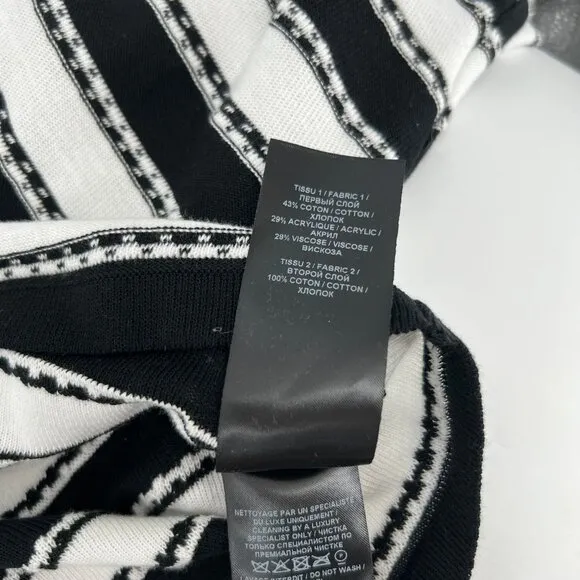 TISSU 1 / FABRIC 1 /
ПЕРВЫЙ СЛОЙ
43% COTON / COTTON /
ХЛОПОК
29% ACRYLIQUE / ACRYLIC /
АКРИЛ
28% VISCOSE / VISCOSE /
ВИСКОЗА
TISSU 2 / FABRIC 2 /
ВТОРОЙ СЛОЙ
100% COTON / COTTON /
ХЛОПОК
NETTOYAGE PAR UN SPECIALISTE
DU LUXE UNIQUEMENT /
CLEANING BY A LUXURY
SPECIALIST ONLY / ЧИСТКА
ТОЛЬКО СПЕЦИАЛИСТОМ ПО
ПРЕМИАЛЬНОЙ ЧИСТКЕ
LAVAGE INTERDIT / DO NOT WASH /